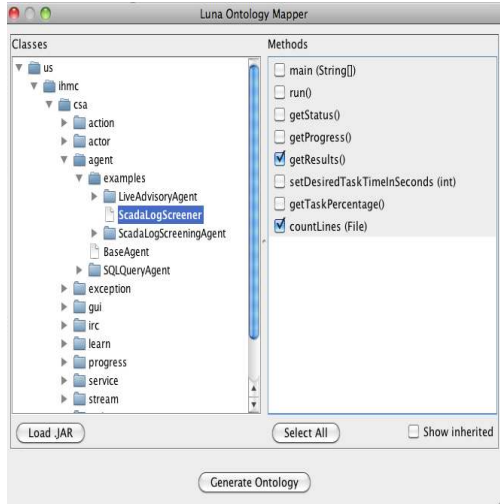 Luna Ontology Mapper
Classes
us
ihmc
csa
action
actor
agent
examples
LiveAdvisoryAgent
ScadaLogScreener
ScadaLogScreeningAgent
BaseAgent
SQLQueryAgent
exception
gui
irc
learn
progress
service
stream
Load .JAR
Methods
main (String[])
run()
getStatus()
getProgress()
getResults()
setDesiredTaskTimeInSeconds (int)
getTaskPercentage()
countLines (File)
Select All
Show inherited
Generate Ontology